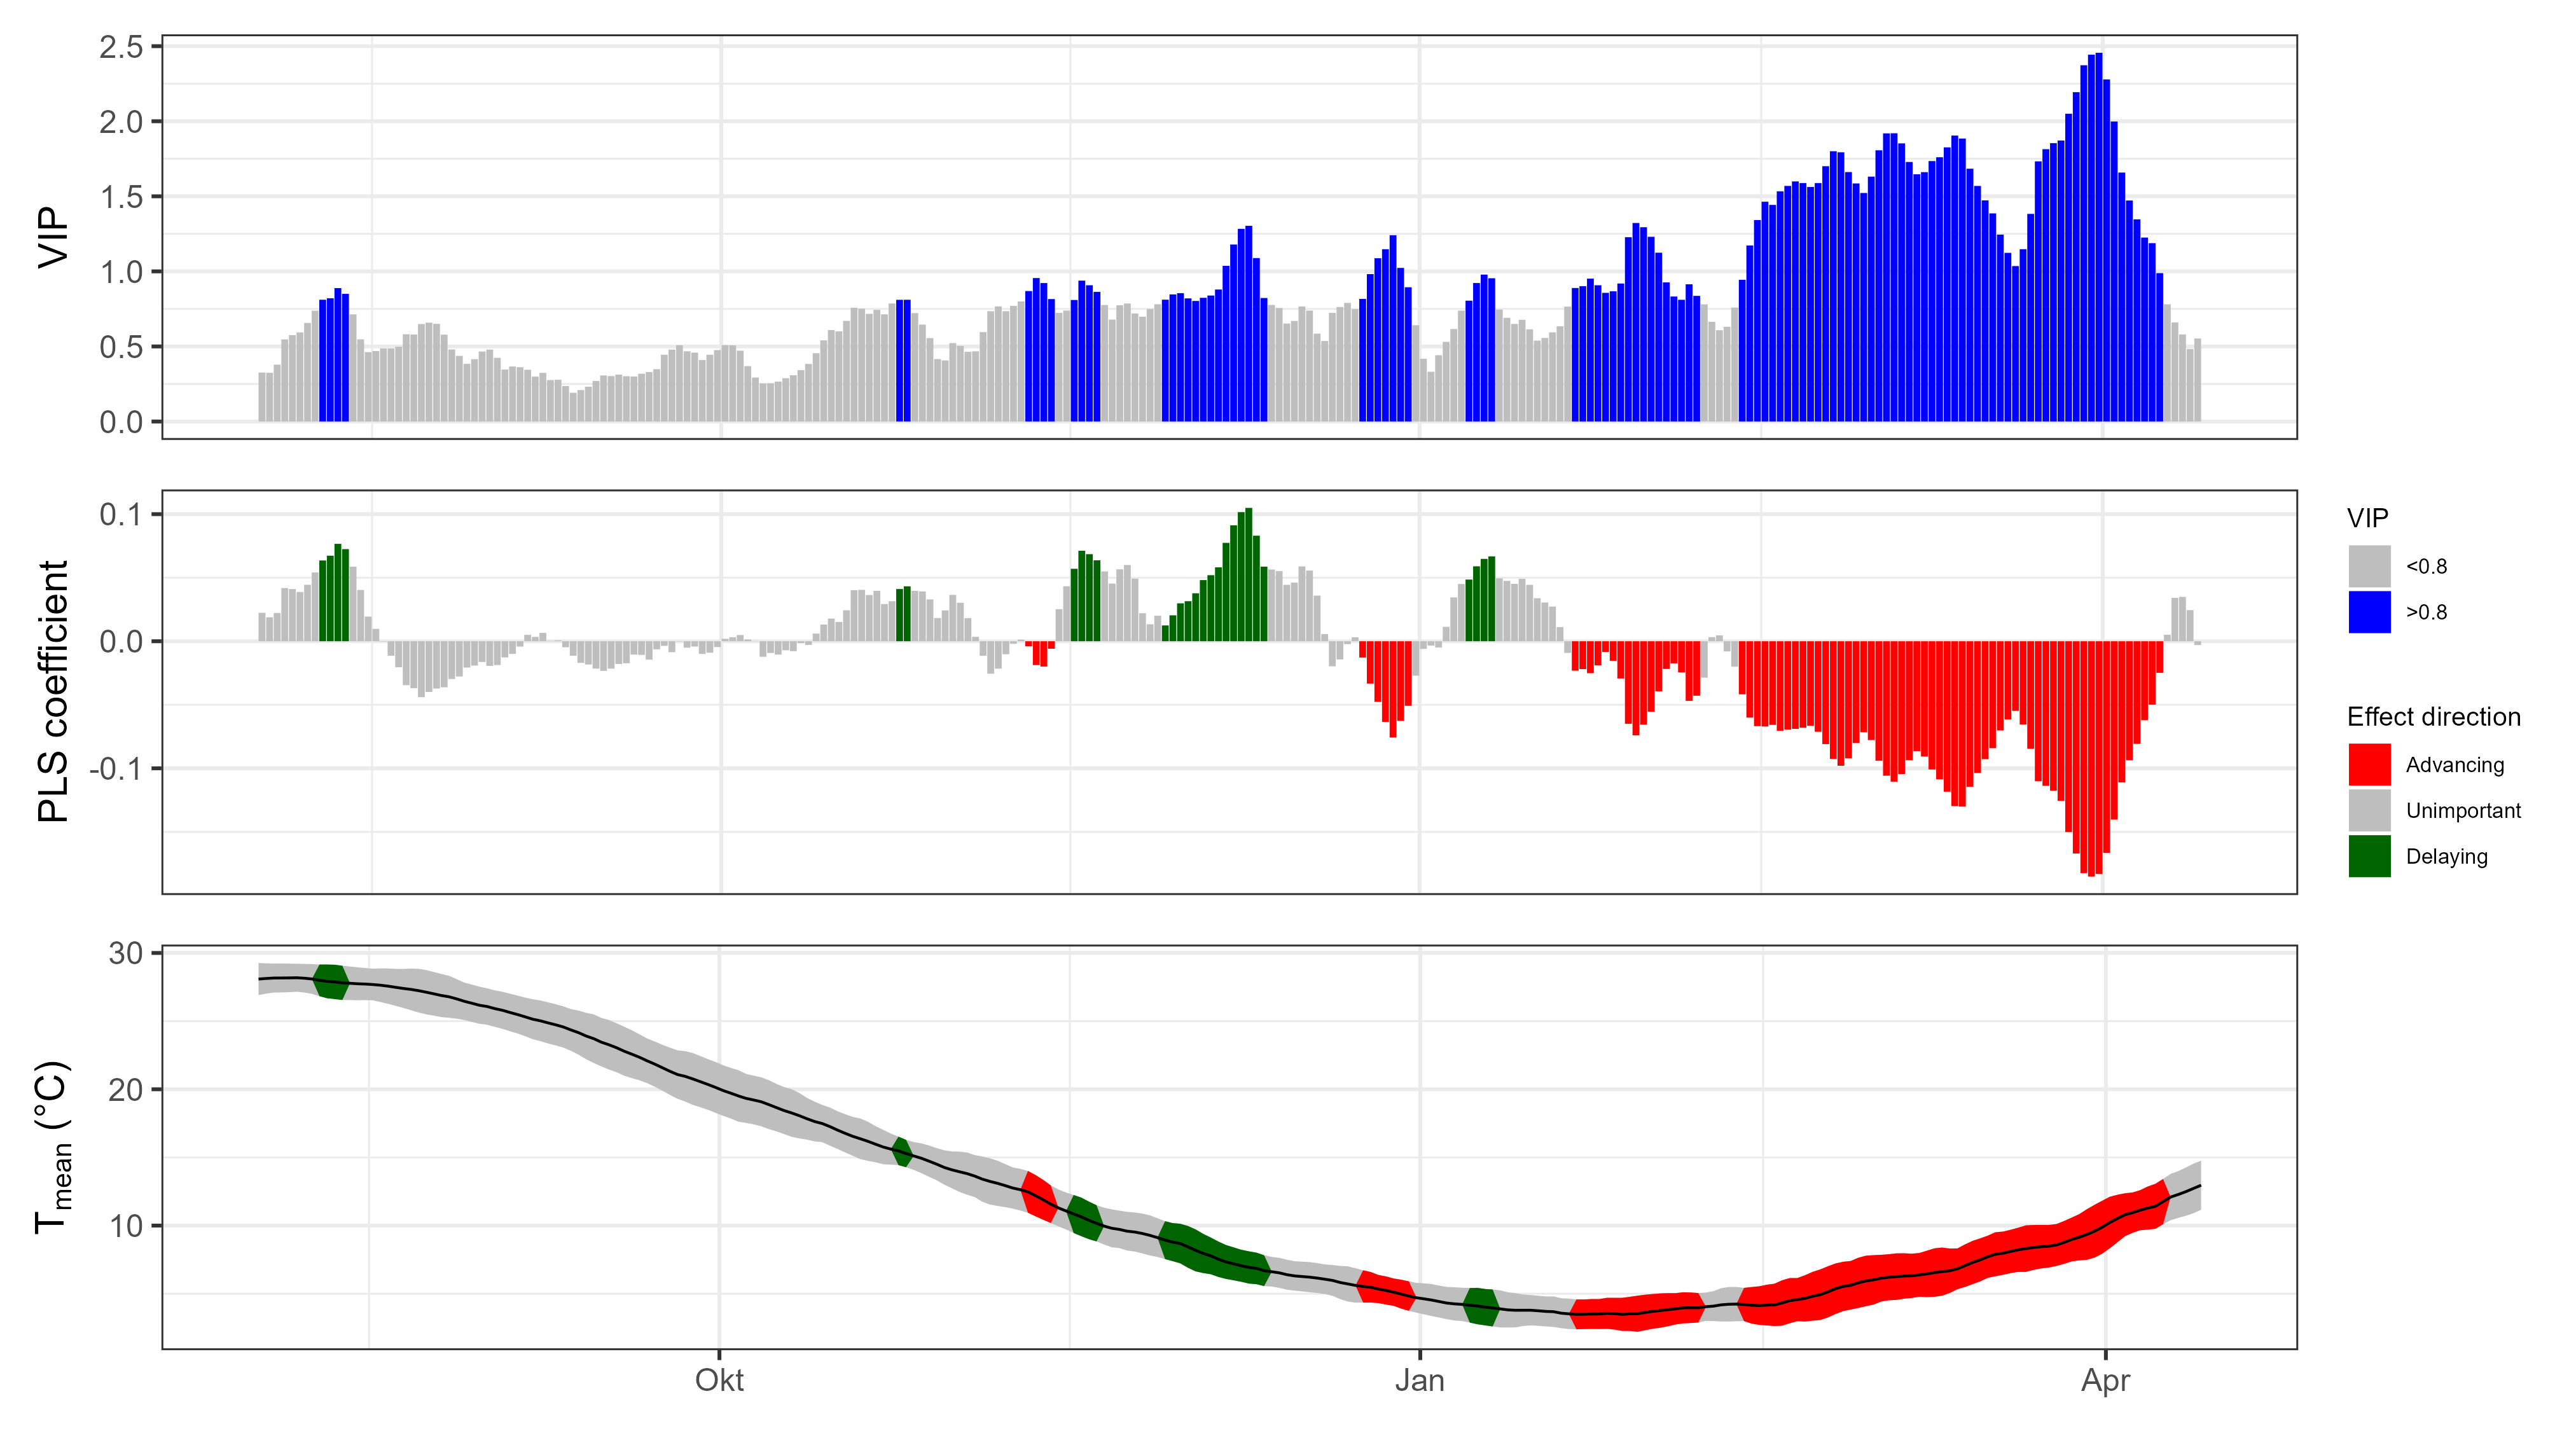 VIP
2.5
2.0
1.5
1.0
0.5
0.0
PLS coefficient
0.1
0.0
-0.1
VIP
<0.8
>0.8
Effect direction
Advancing
Unimportant
Delaying
Tmean (°C)
30
20
10
Okt
Jan
Apr